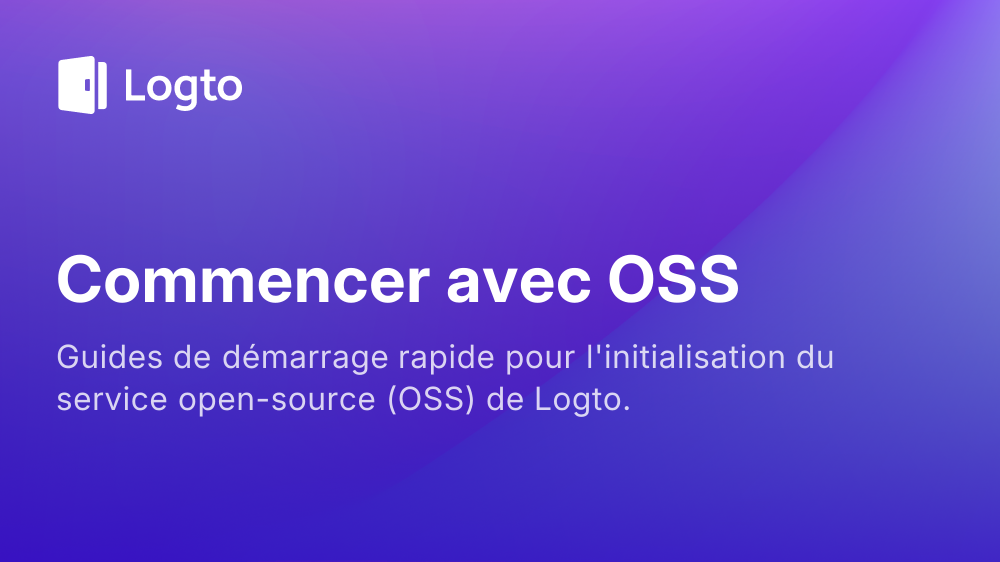 Logto
Commencer avec OSS
Guides de démarrage rapide pour l'initialisation du
service open-source (OSS) de Logto.